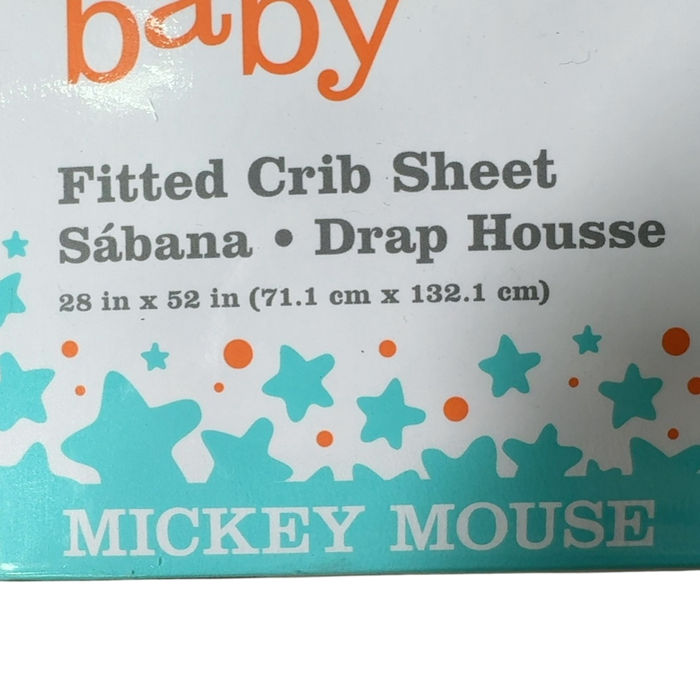 baby
Fitted Crib Sheet
Sábana • Drap Housse
28 in x 52 in (71.1 cm x 132.1 cm)
MICKEY MOUSE